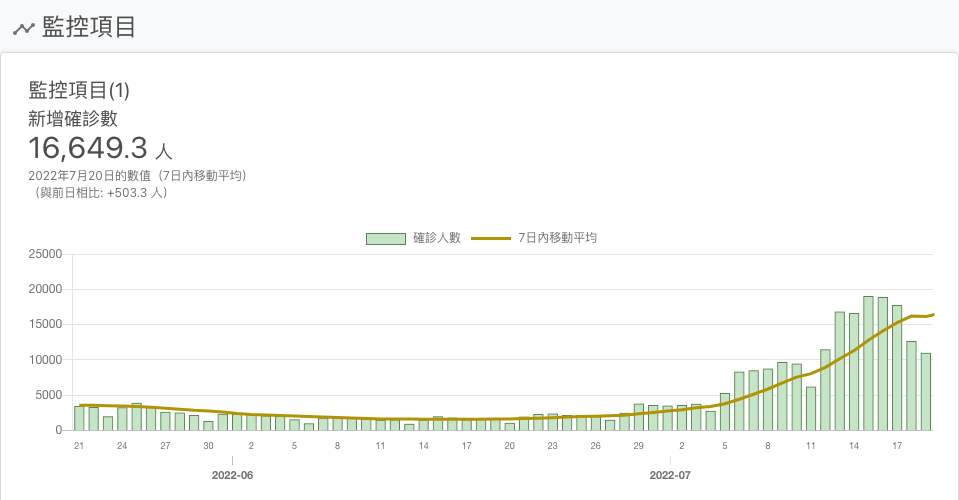 監控項目
監控項目(1)
新增確診數
16,649.3 人
2022年7月20日的數值（7日內移動平均）
（與前日相比: +503.3 人）
確診人數 7日內移動平均
25000
20000
15000
10000
5000
0
21 24 27 30 2 5 8 11 14 17 20 23 26 29 2 5 8 11 14 17
2022-06 2022-07